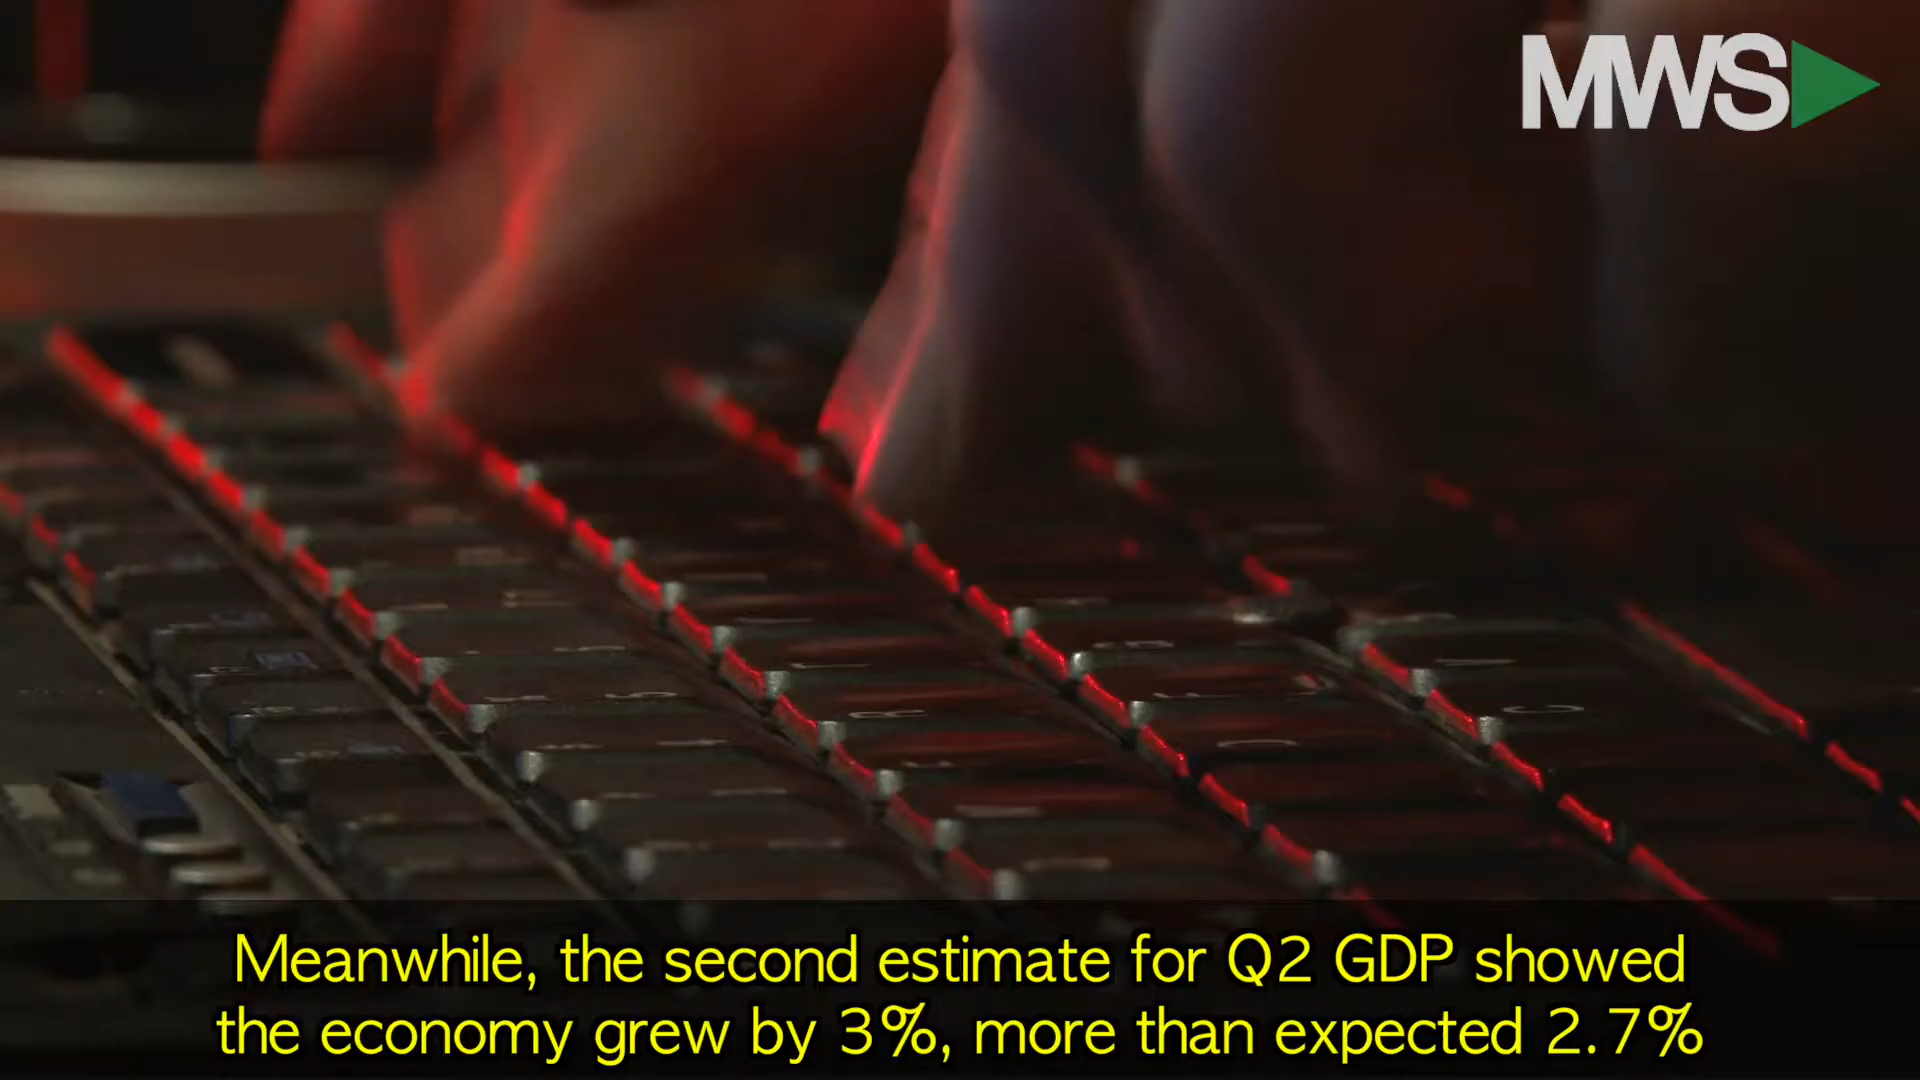 MWS
Meanwhile, the second estimate for Q2 GDP showed
the economy grew by 3%, more than expected 2.7%